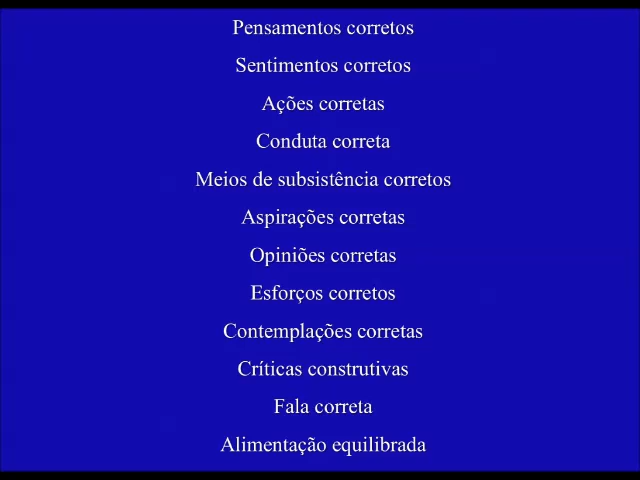 Pensamentos corretos
Sentimentos corretos
Ações corretas
Conduta correta
Meios de subsistência corretos
Aspirações corretas
Opiniões corretas
Esforços corretos
Contemplações corretas
Críticas construtivas
Fala correta
Alimentação equilibrada